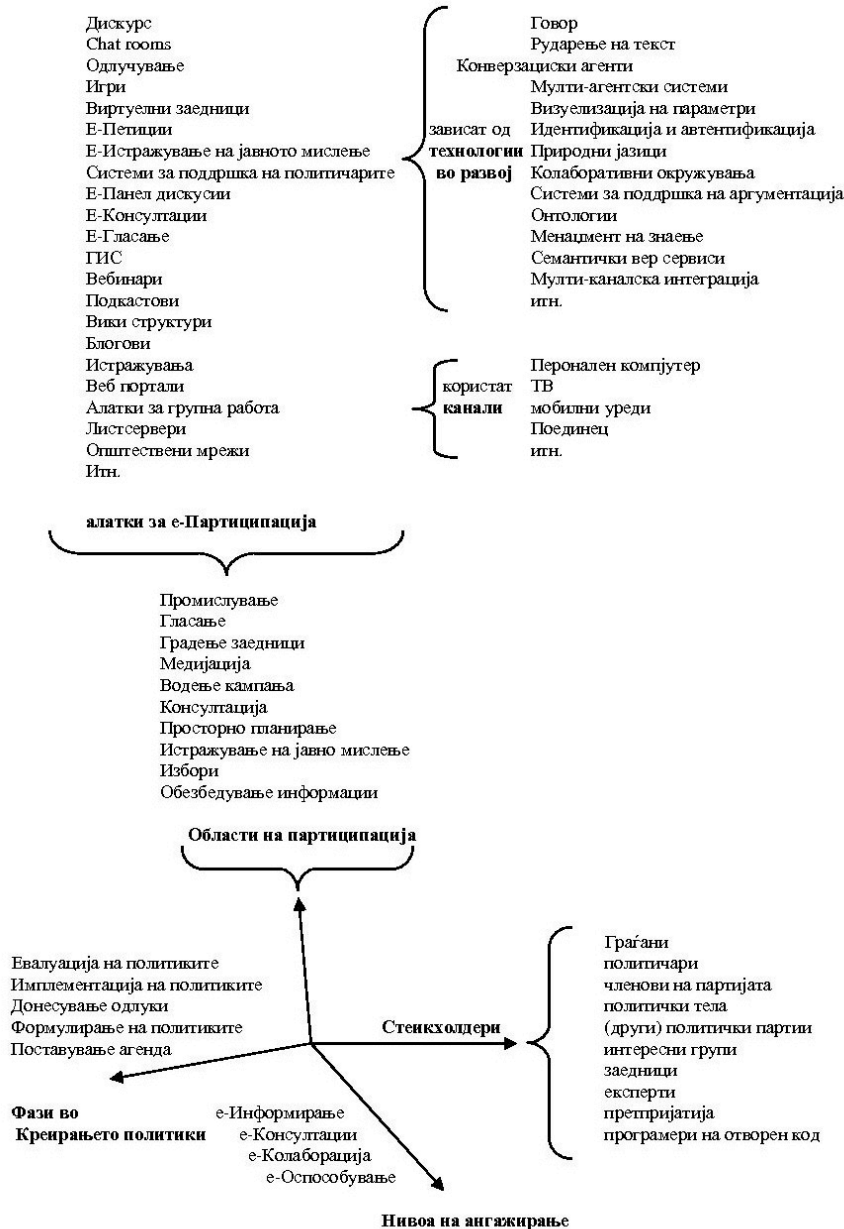 Дискурс
Chat rooms
Одлучување
Игри
Виртуелни заедници
Е-Петиции
Е-Истражување на јавното мислење
Системи за поддршка на политичарите
Е-Панел дискусии
Е-Консултации
Е-Гласање
ГИС
Вебинари
Подкастови
Вики структури
Блогови
Истражувања
Веб портали
Алатки за групна работа
Листсервери
Општествени мрежи
Итн.
зависат од
технологии
во развој
Говор
Рударење на текст
Конверзациски агенти
Мулти-агентски системи
Визуелизација на параметри
Идентификација и автентификација
Природни јазици
Колаборативни окружувања
Системи за поддршка на аргументација
Онтологии
Менаџмент на знаење
Семантички вер сервиси
Мулти-каналска интеграција
итн.
користат
канали
Перонален компјутер
ТВ
мобилни уреди
Поединец
итн.
алатки за е-Партиципација
Промислување
Гласање
Градење заедници
Медијација
Водење кампања
Консултација
Просторно планирање
Истражување на јавно мислење
Избори
Обезбедување информации
Области на партиципација
Евалуација на политиките
Имплементација на политиките
Донесување одлуки
Формулирање на политиките
Поставување агенда
Фази во
Креирањето политики
Стеикхолдери
Граѓани
политичари
членови на партијата
политички тела
(други) политички партии
интересни групи
заедници
експерти
претпријатија
програмери на отворен код
е-Информирање
е-Консултации
е-Колаборација
е-Оспособување
Нивоа на ангажирање